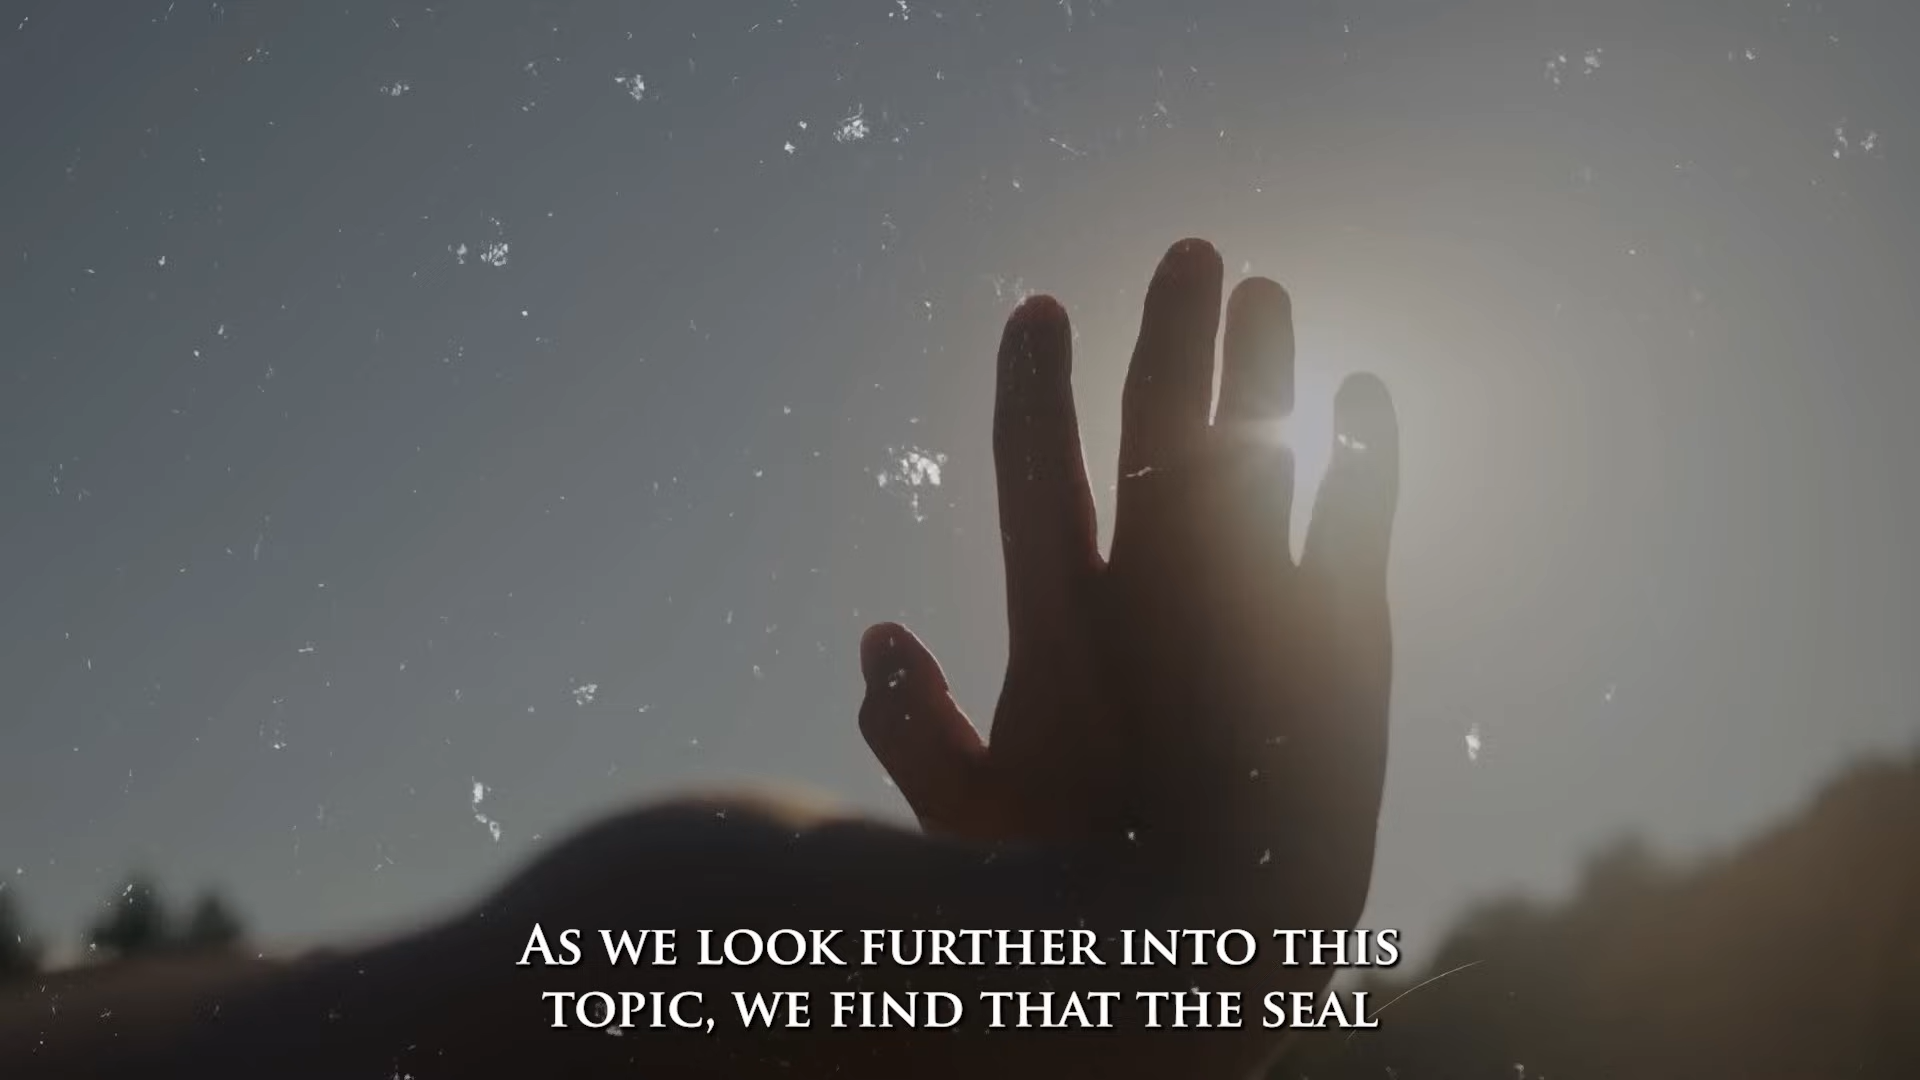 As we look further into this
topic, we find that the seal